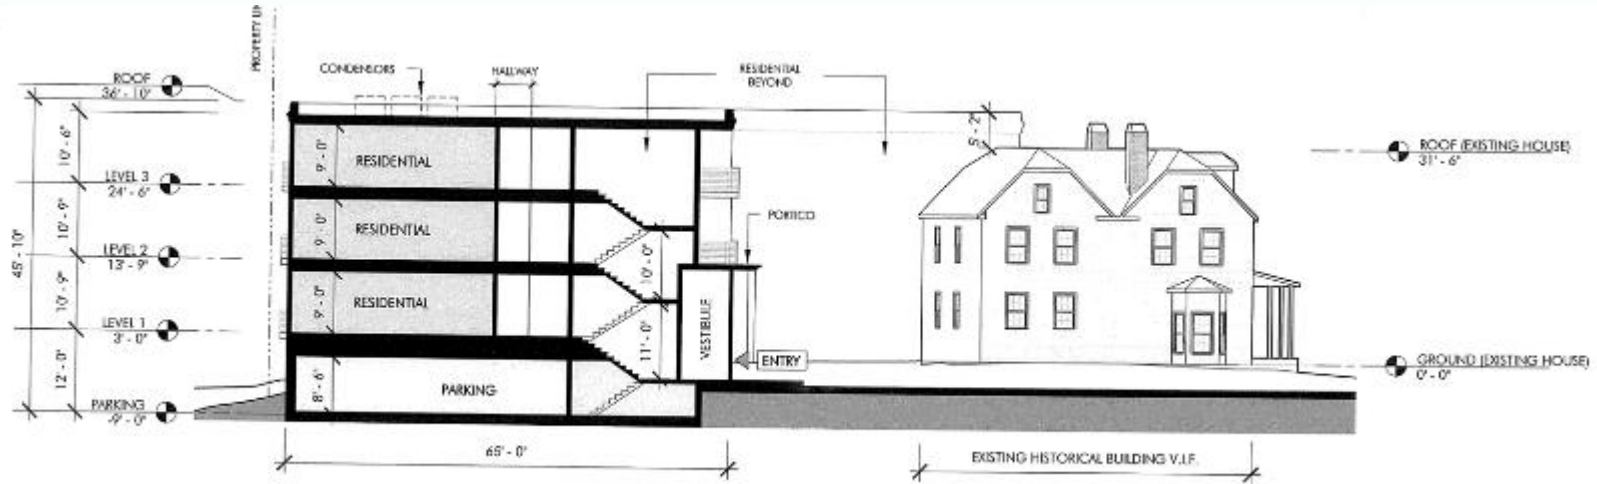 PROPERTY LIN
ROOF
36' - 10"
CONDENSORS
HALLWAY
RESIDENTIAL
BEYOND
5' - 2"
ROOF (EXISTING HOUSE)
31' - 6"
10' - 6"
9' - 0"
RESIDENTIAL
LEVEL 3
24' - 6"
10' - 9"
9' - 0"
RESIDENTIAL
PORTICO
45' - 10"
LEVEL 2
13' - 9"
10' - 0"
10' - 9"
9' - 0"
RESIDENTIAL
LEVEL 1
3' - 0"
11' - 0"
VESTIBULE
ENTRY
GROUND (EXISTING HOUSE)
0' - 0"
12' - 0"
8' - 6"
PARKING
PARKING
-9' - 0"
65' - 0"
EXISTING HISTORICAL BUILDING V.I.F.